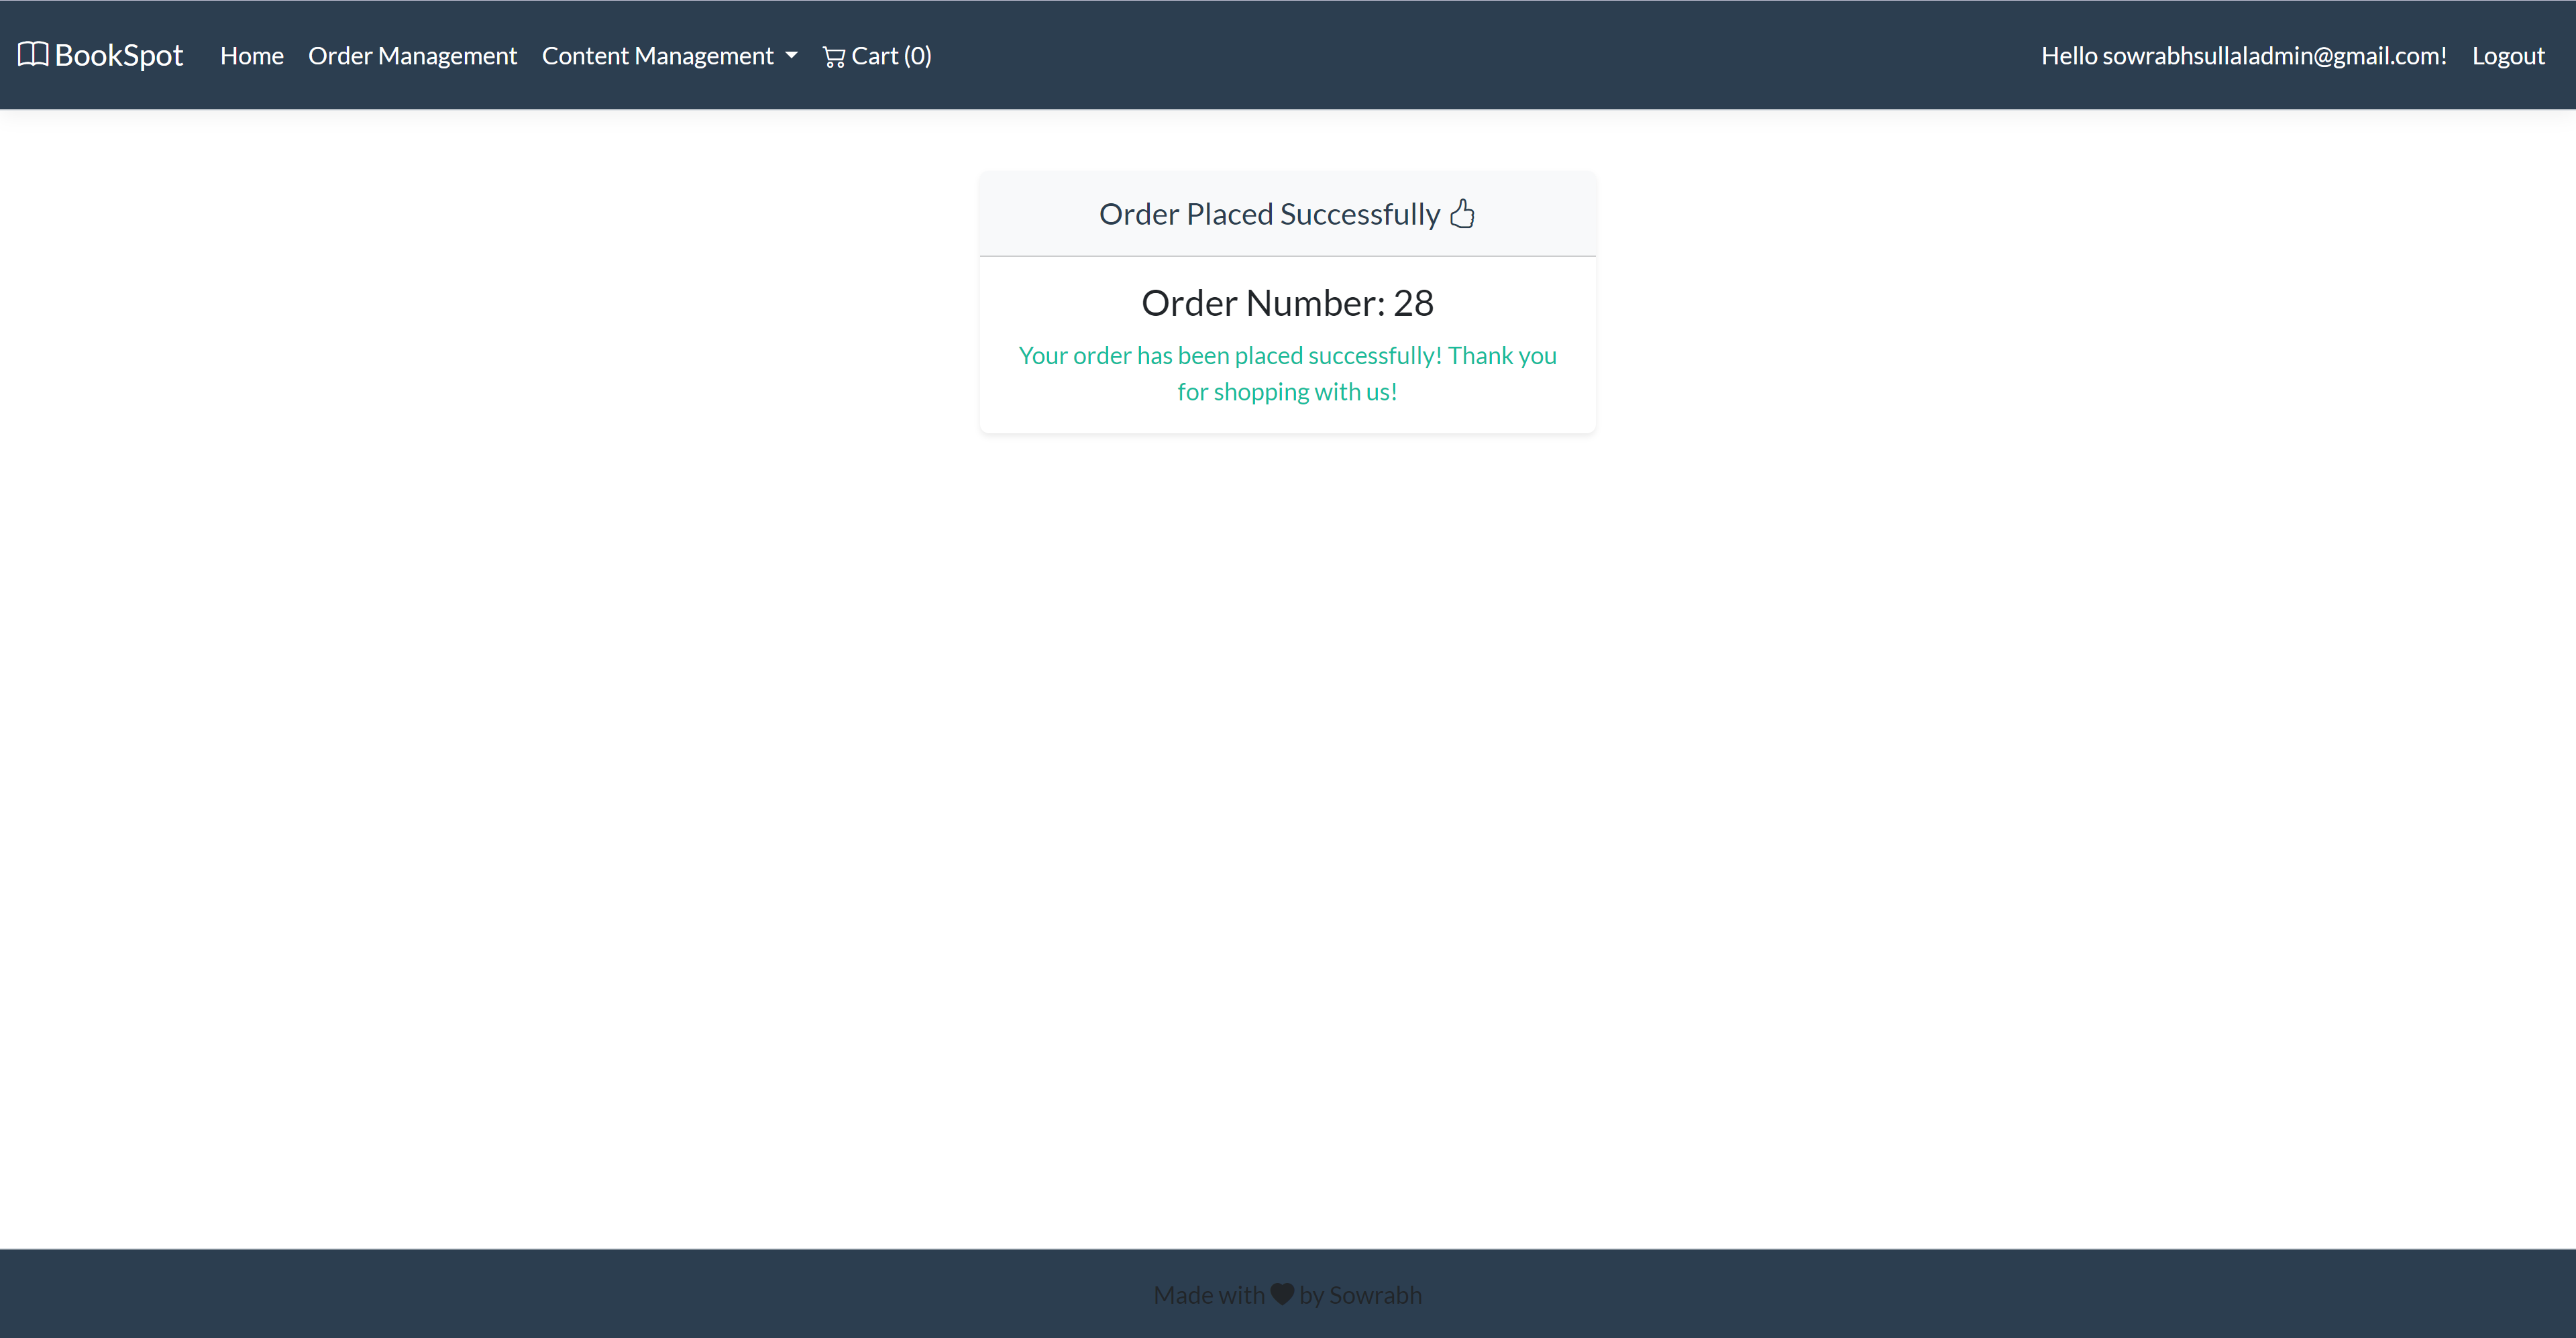 BookSpot Home Order Management Content Management Cart (0) Hello sowrabhsullaladmin@gmail.com! Logout
Order Placed Successfully
Order Number: 28
Your order has been placed successfully! Thank you
for shopping with us!
Made with by Sowrabh